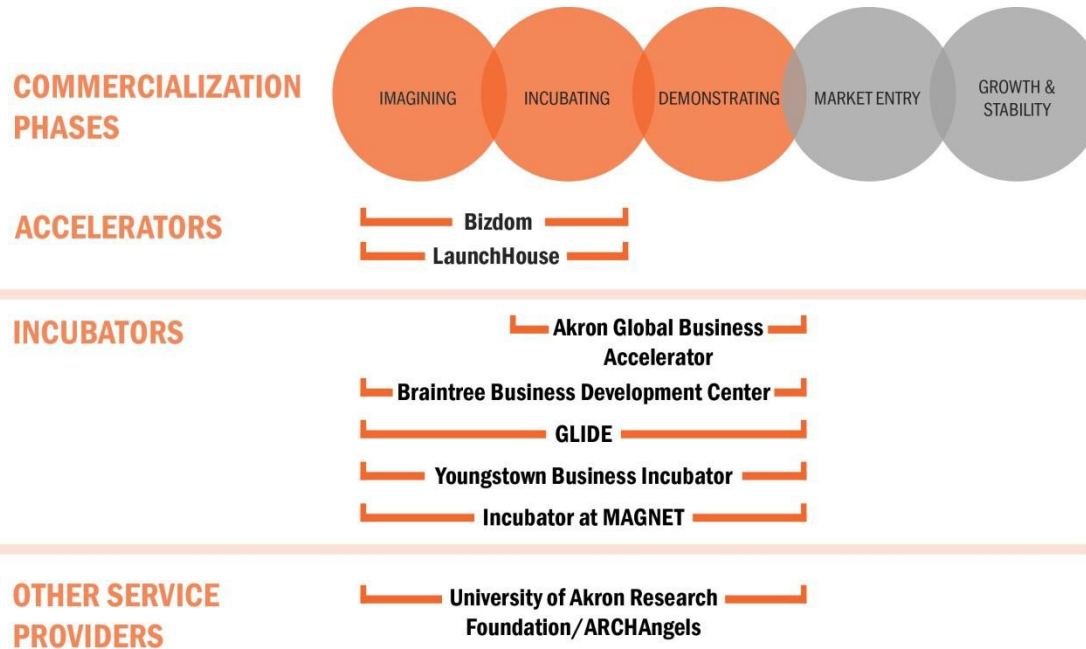 COMMERCIALIZATION
PHASES
IMAGINING
INCUBATING
DEMONSTRATING
MARKET ENTRY
GROWTH &
STABILITY
ACCELERATORS
Bizdom
LaunchHouse
INCUBATORS
Akron Global Business
Accelerator
Braintree Business Development Center
GLIDE
Youngstown Business Incubator
Incubator at MAGNET
OTHER SERVICE
PROVIDERS
University of Akron Research
Foundation/ARCHAngels